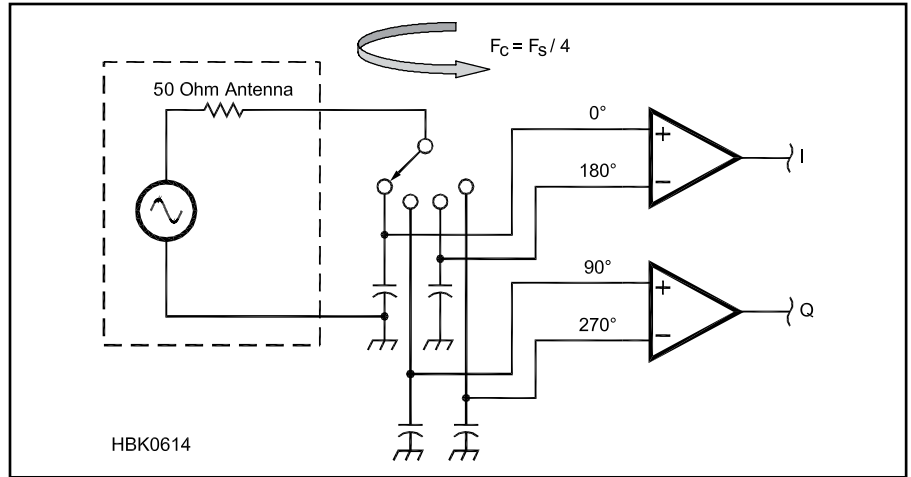 F_C = F_S / 4
50 Ohm Antenna
0°
+
I
180°
–
90°
+
Q
270°
–
HBK0614